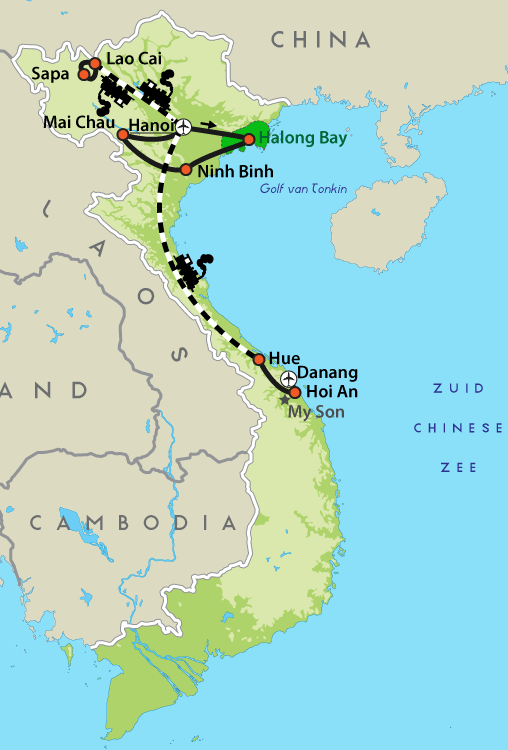 CHINA
Lao Cai
Sapa
Mai Chau
Hanoi
Halong Bay
Ninh Binh
Golf van Tonkin
LAOS
Hue
Danang
Hoi An
My Son
AND
ZUID
CHINESE
ZEE
CAMBODIA